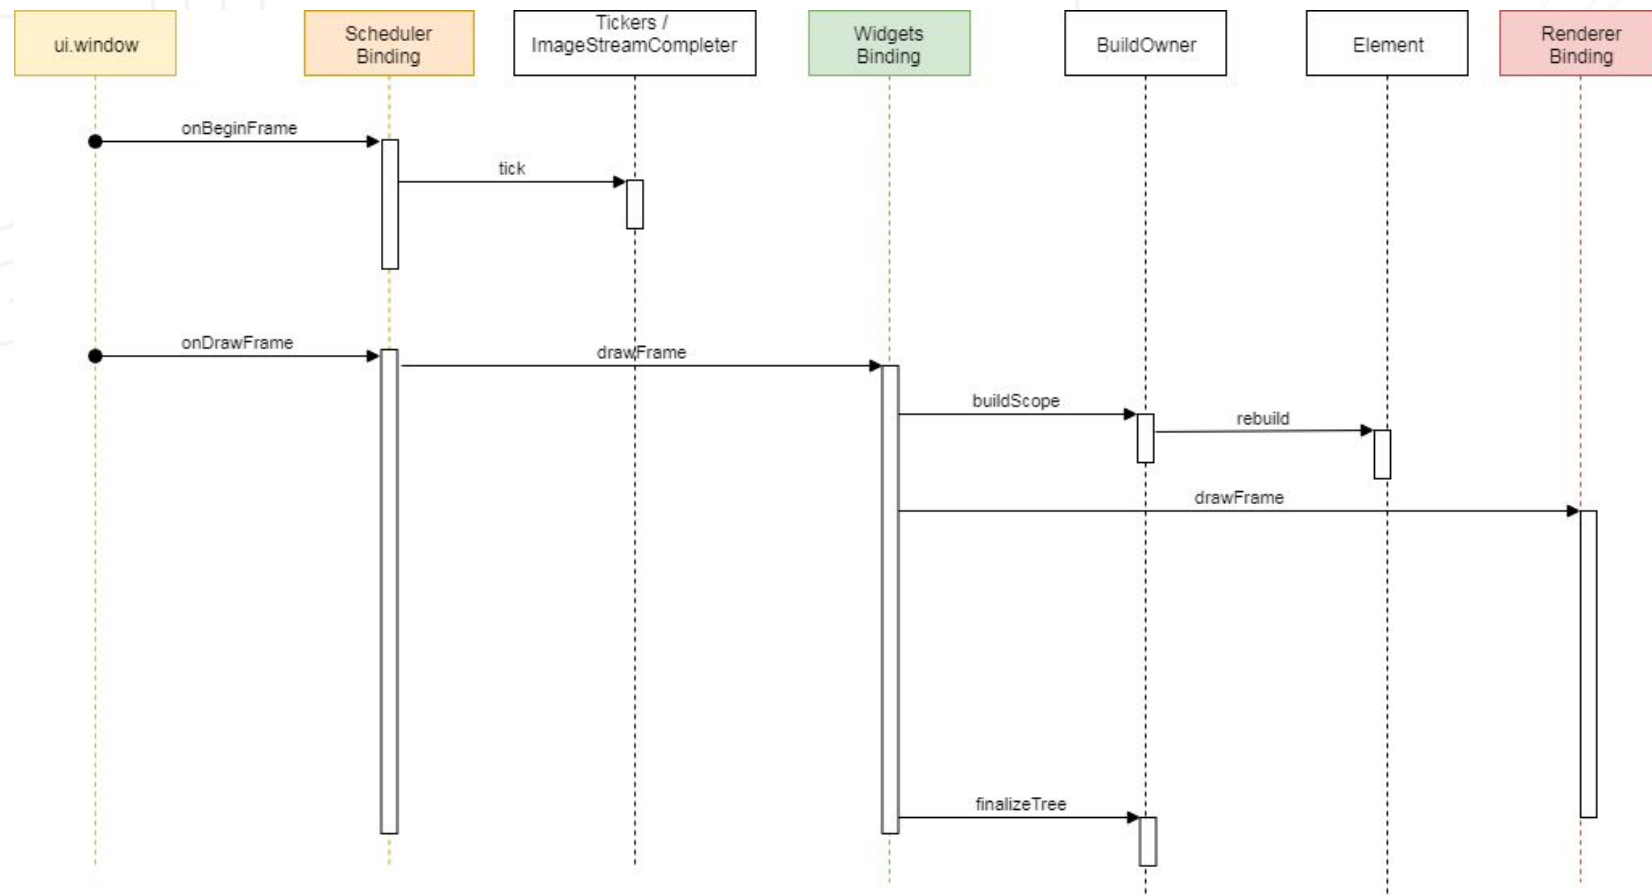 ui.window
Scheduler
Binding
Tickers /
ImageStreamCompleter
Widgets
Binding
BuildOwner
Element
Renderer
Binding
onBeginFrame
tick
onDrawFrame
drawFrame
buildScope
rebuild
drawFrame
finalizeTree